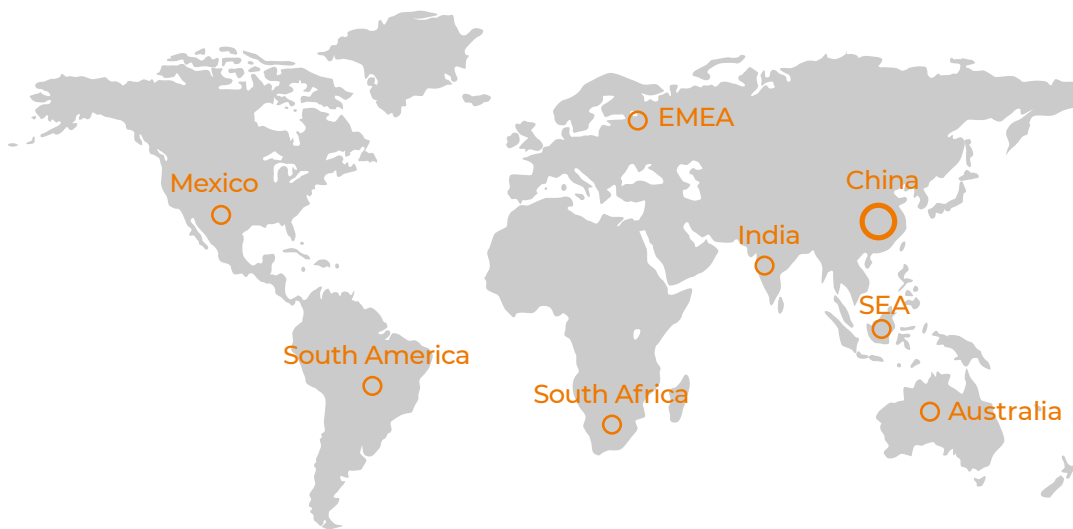 EMEA
Mexico
China
India
SEA
South America
South Africa
Australia